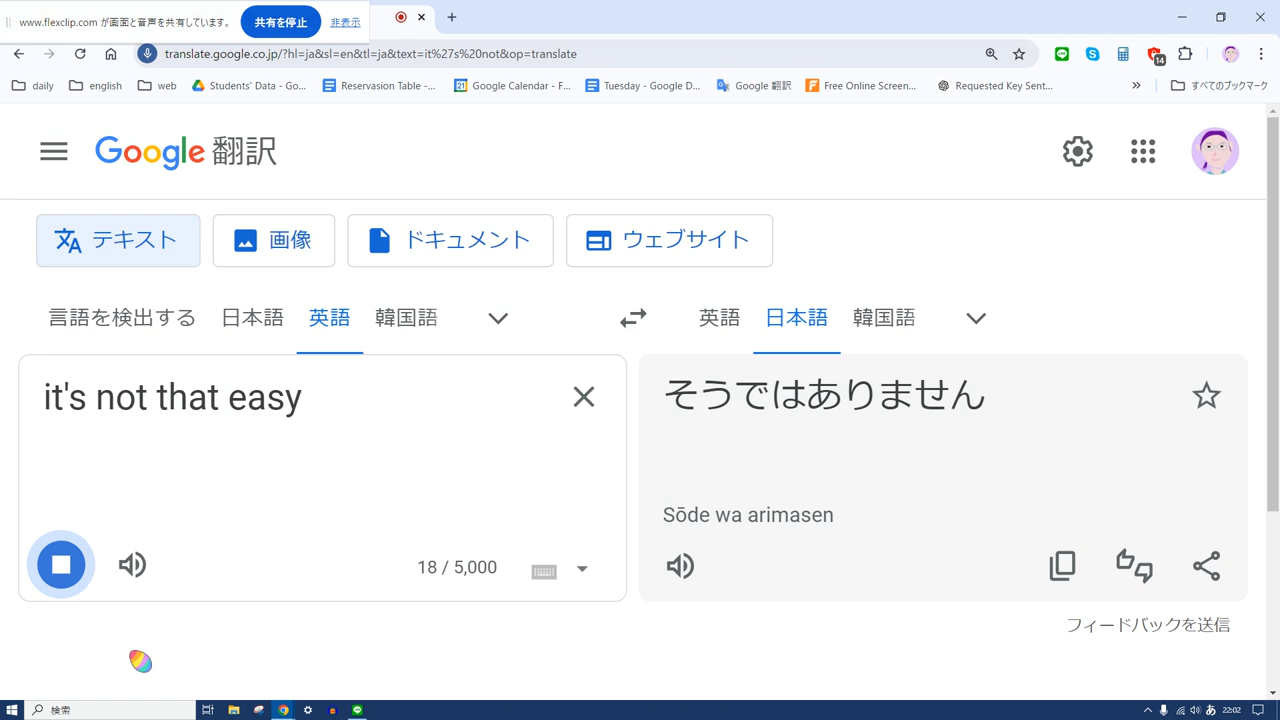 www.flexclip.com が画面と音声を共有しています。 共有を停止 非表示
translate.google.co.jp/?hl=ja&sl=en&tl=ja&text=it%27s%20not&op=translate
14
daily english web Students' Data - Go... Reservasion Table -... Google Calendar - F... Tuesday - Google D... Google 翻訳 Free Online Screen... Requested Key Sent... » すべてのブックマーク
Google 翻訳
テキスト 画像 ドキュメント ウェブサイト
言語を検出する 日本語 英語 韓国語 英語 日本語 韓国語
it's not that easy
そうではありません
Sōde wa arimasen
18 / 5,000
フィードバックを送信
検索 あ 22:02